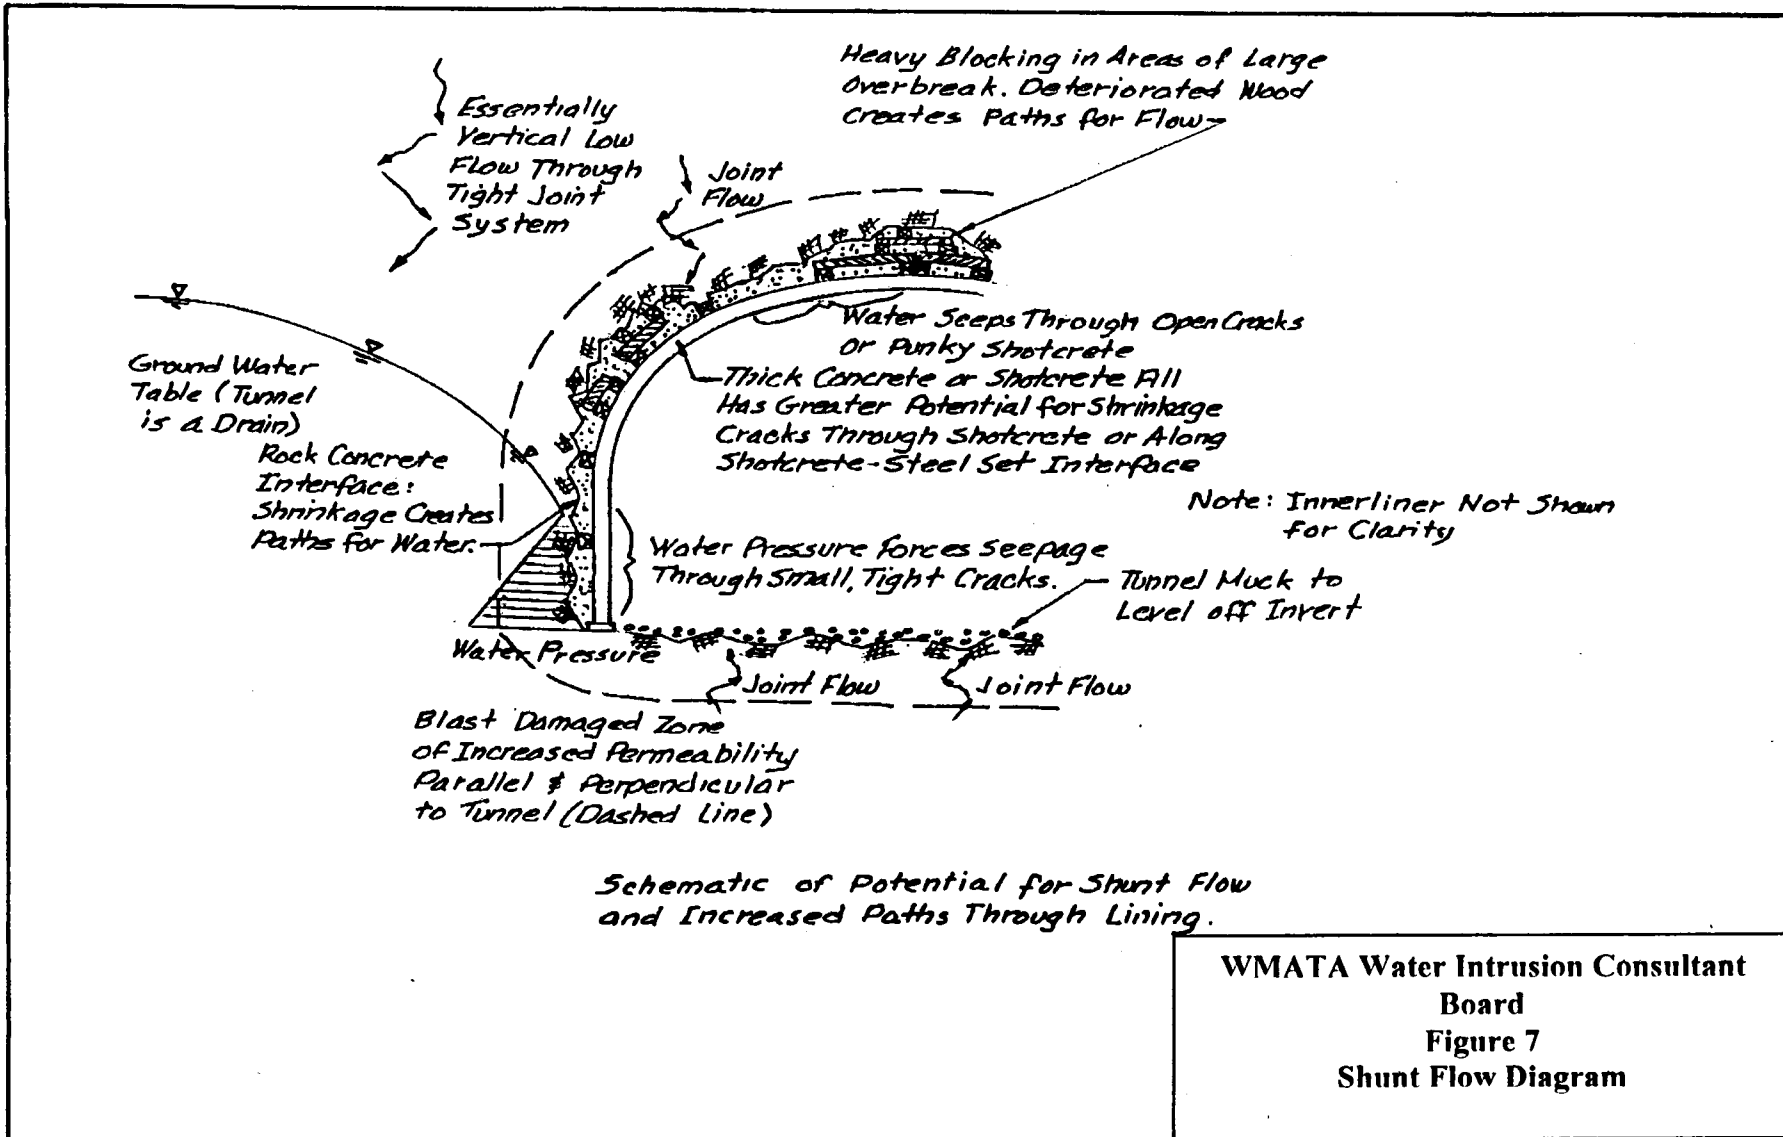 Heavy Blocking in Areas of Large
Overbreak. Deteriorated Wood
Creates Paths for Flow
Essentially
Vertical Low
Flow Through
Tight Joint
System
Joint
Flow
Water Seeps Through Open Cracks
or Punky Shotcrete
Thick Concrete or Shotcrete Fill
Has Greater Potential for Shrinkage
Cracks Through Shotcrete or Along
Shotcrete-Steel Set Interface
Ground Water
Table (Tunnel
is a Drain)
Rock Concrete
Interface:
Shrinkage Creates
Paths for Water.
Note: Innerliner Not Shown
for Clarity
Water Pressure Forces Seepage
Through Small, Tight Cracks.
Tunnel Muck to
Level off Invert
Water Pressure
Joint Flow
Joint Flow
Blast Damaged Zone
of Increased Permeability
Parallel & Perpendicular
to Tunnel (Dashed Line)
Schematic of Potential for Shunt Flow
and Increased Paths Through Lining.
WMATA Water Intrusion Consultant
Board
Figure 7
Shunt Flow Diagram